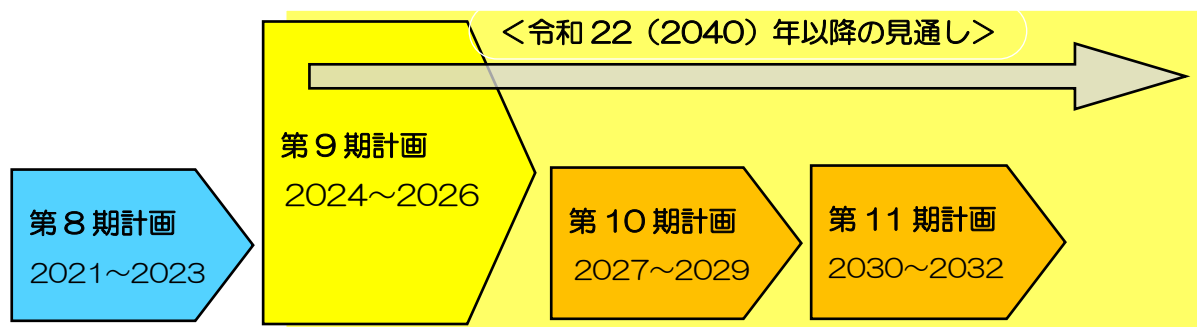 ＜令和 22（2040）年以降の見通し＞
第 9 期計画
2024～2026
第 8 期計画
2021～2023
第 10 期計画
2027～2029
第 11 期計画
2030～2032